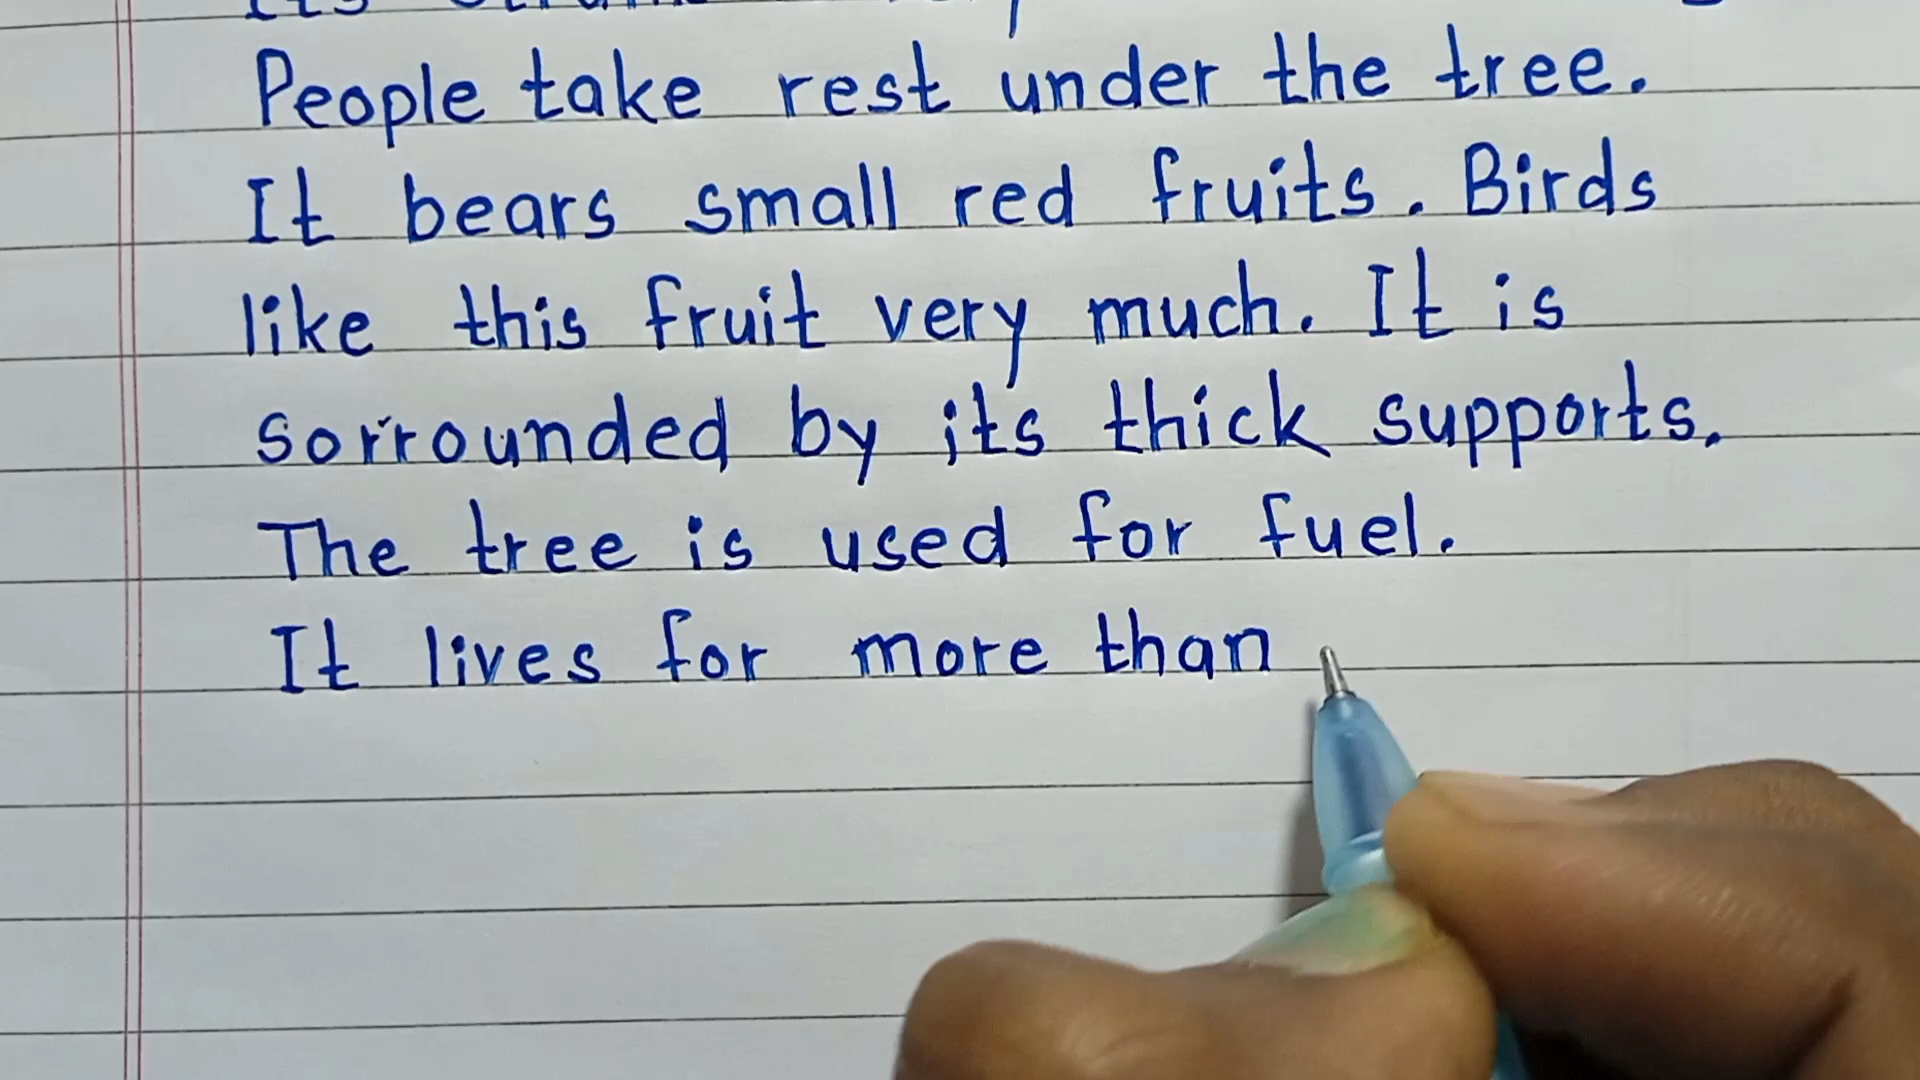 Its
People take rest under the tree.
It bears small red fruits. Birds
like this fruit very much. It is
sorrounded by its thick supports.
The tree is used for fuel.
It lives for more than